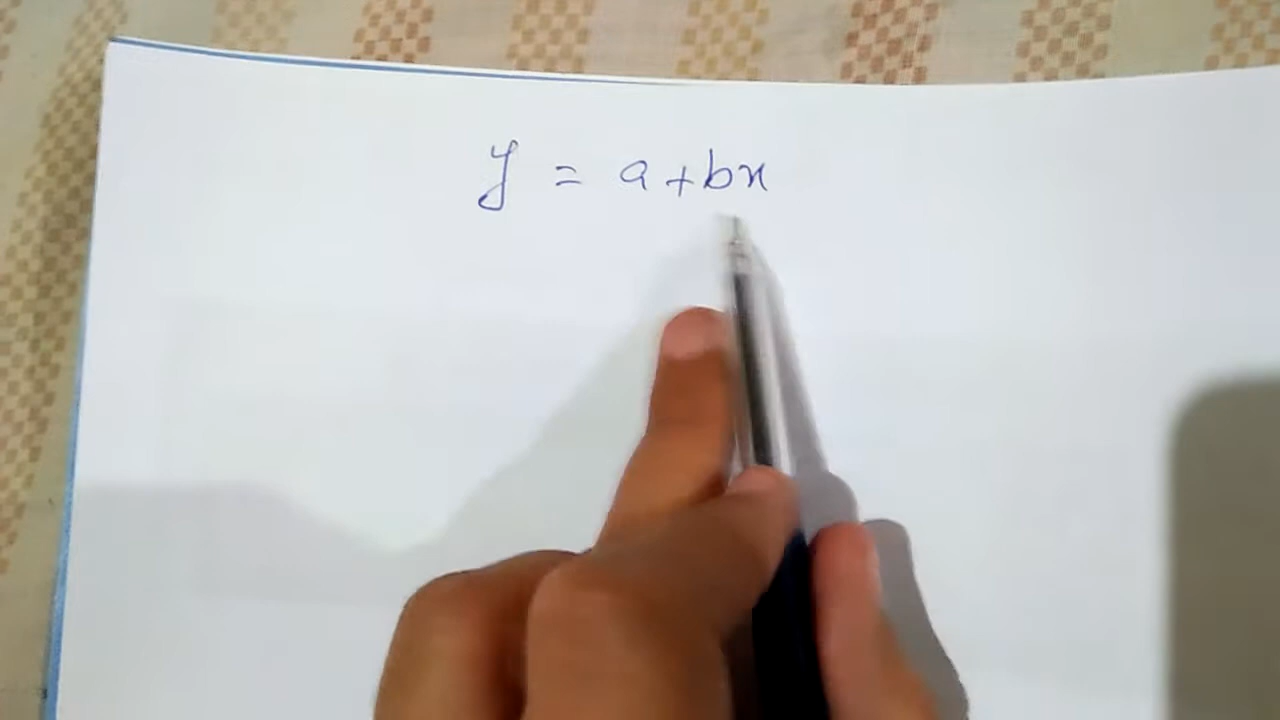 y = a + bx